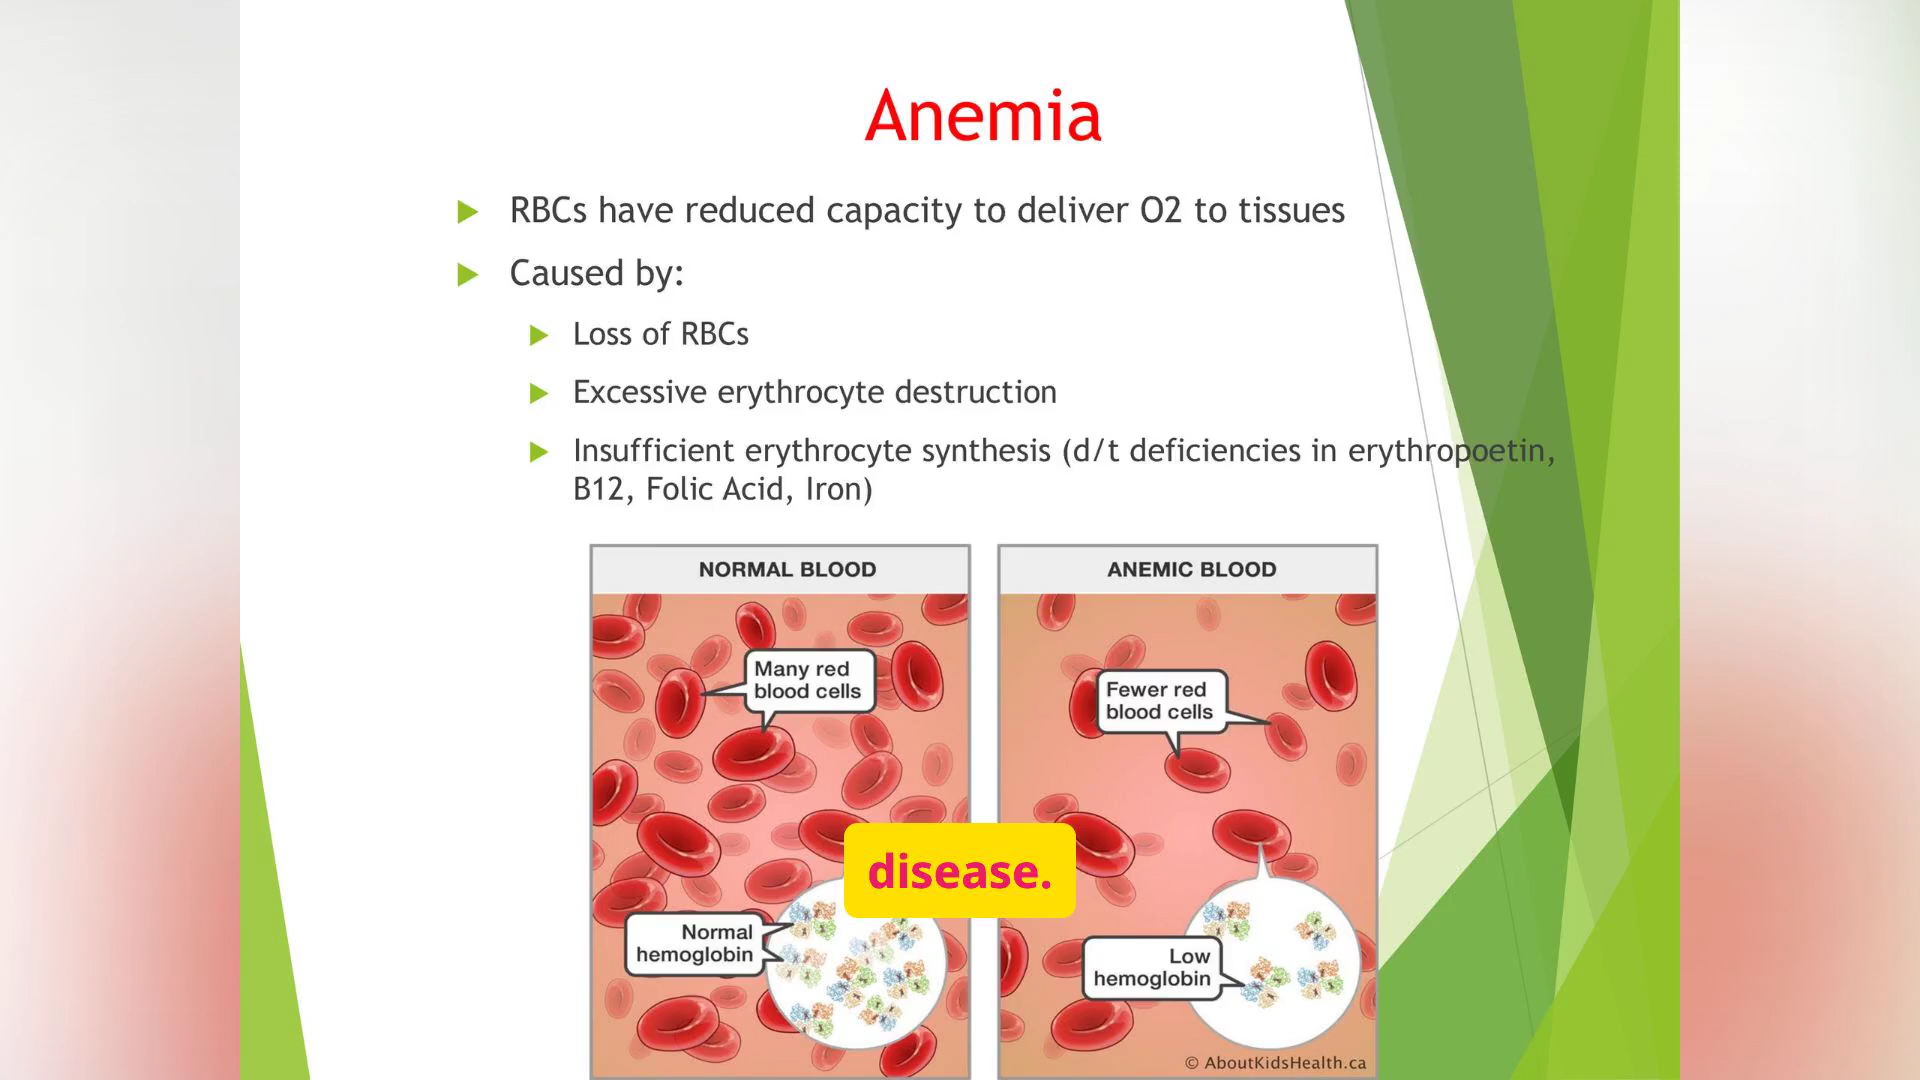 Anemia
RBCs have reduced capacity to deliver O2 to tissues
Caused by:
Loss of RBCs
Excessive erythrocyte destruction
Insufficient erythrocyte synthesis (d/t deficiencies in erythropoetin,
B12, Folic Acid, Iron)
NORMAL BLOOD
Many red
blood cells
Normal
hemoglobin
ANEMIC BLOOD
Fewer red
blood cells
Low
hemoglobin
© AboutKidsHealth.ca
disease.